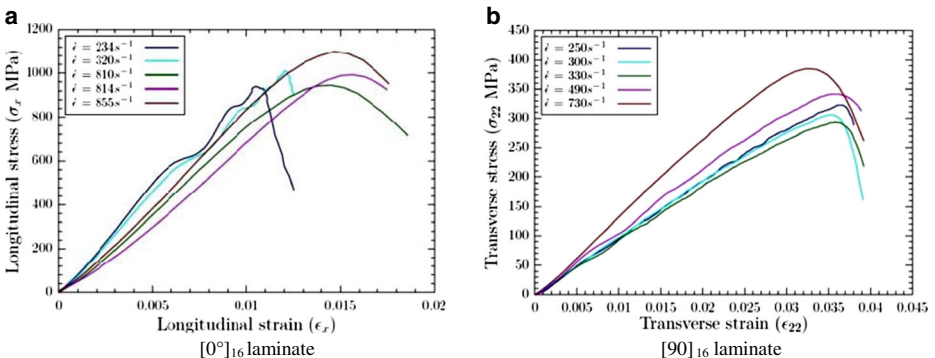 a
1200
1000
800
600
400
200
0
0
0.005
0.01
0.015
0.02
Longitudinal stress (σx MPa)
ε̇ = 234s⁻¹
ε̇ = 320s⁻¹
ε̇ = 810s⁻¹
ε̇ = 814s⁻¹
ε̇ = 855s⁻¹
Longitudinal strain (ϵx)
[0°]16 laminate
b
450
400
350
300
250
200
150
100
50
0
0
0.005
0.01
0.015
0.02
0.025
0.03
0.035
0.04
0.045
Transverse stress (σ22 MPa)
ε̇ = 250s⁻¹
ε̇ = 300s⁻¹
ε̇ = 330s⁻¹
ε̇ = 490s⁻¹
ε̇ = 730s⁻¹
Transverse strain (ϵ22)
[90]16 laminate